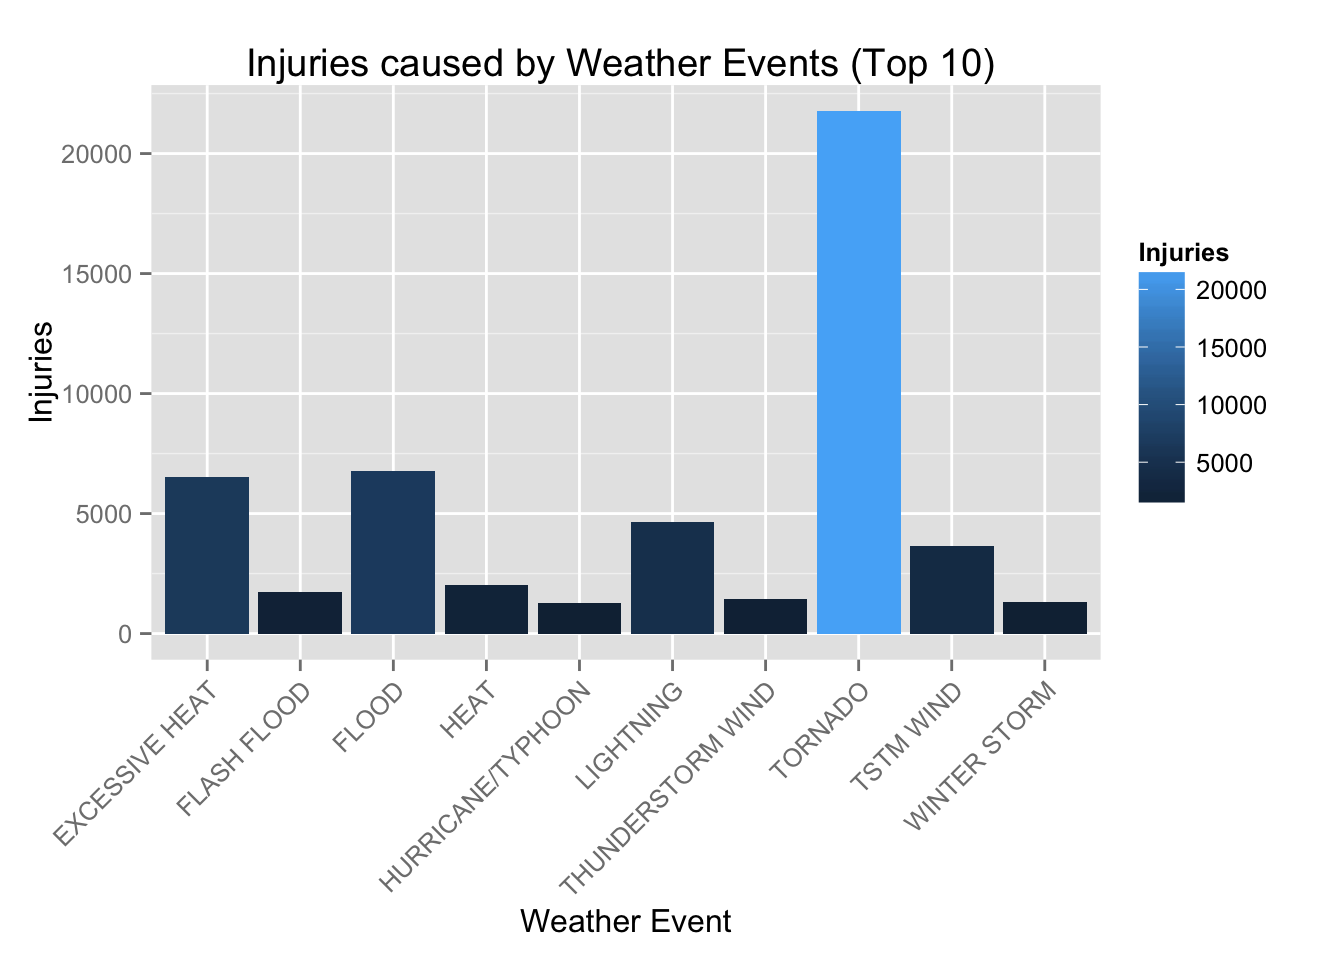 Injuries caused by Weather Events (Top 10)
Injuries
20000
15000
10000
5000
0
EXCESSIVE HEAT
FLASH FLOOD
FLOOD
HEAT
HURRICANE/TYPHOON
LIGHTNING
THUNDERSTORM WIND
TORNADO
TSTM WIND
WINTER STORM
Weather Event
Injuries
20000
15000
10000
5000